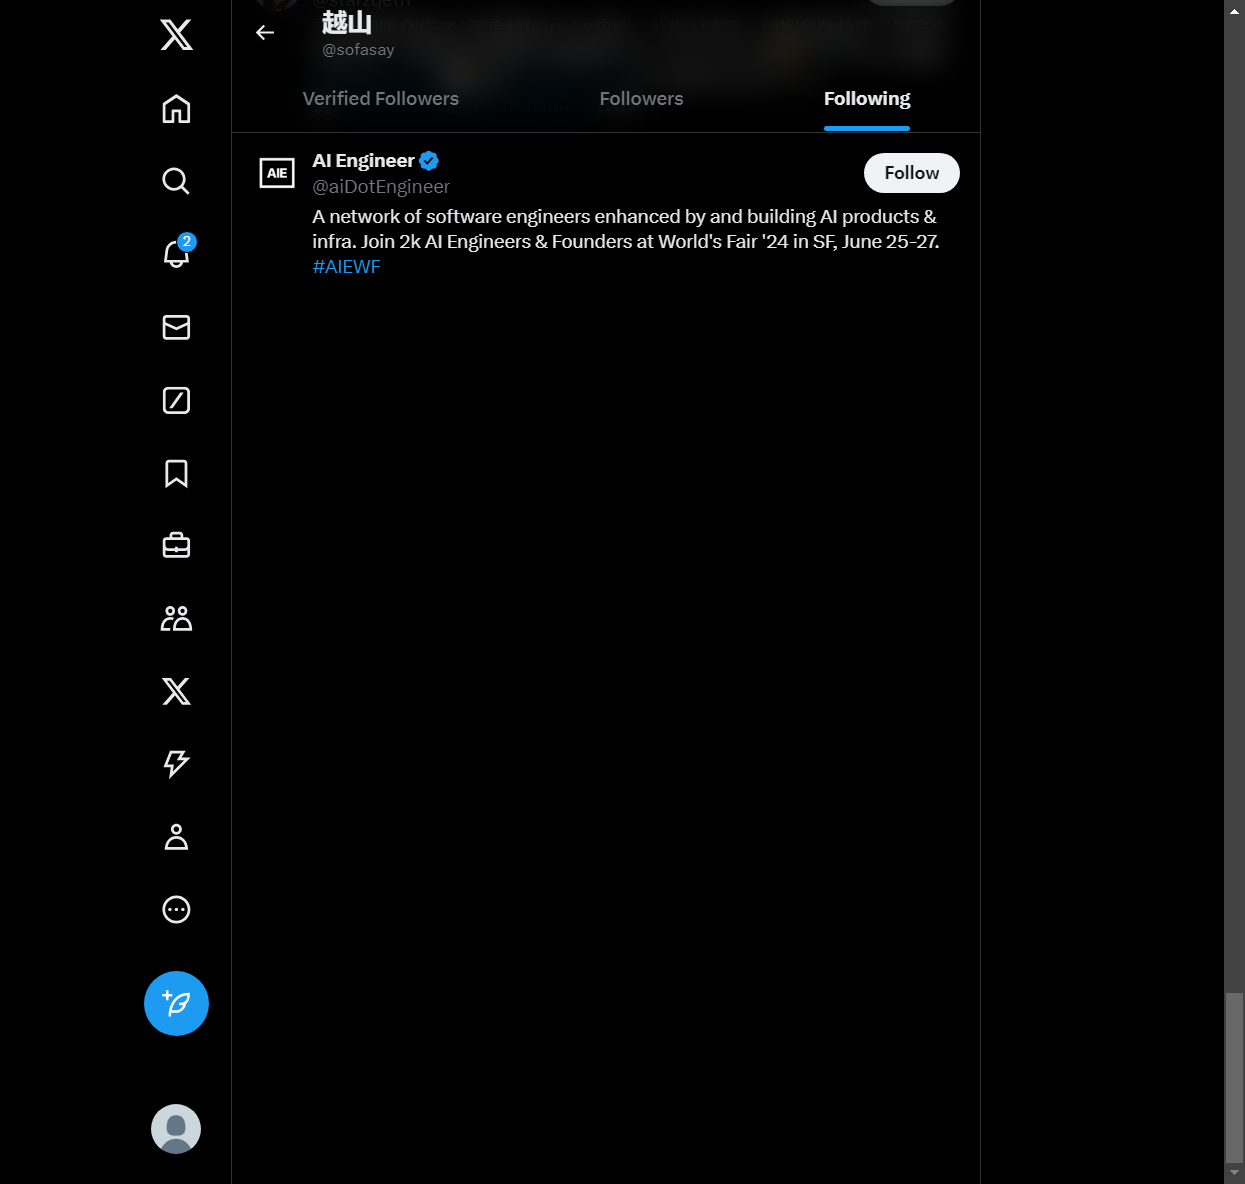 越山
@sofasay
Verified Followers
Followers
Following
AIE
AI Engineer
@aiDotEngineer
Follow
A network of software engineers enhanced by and building AI products &
infra. Join 2k AI Engineers & Founders at World's Fair '24 in SF, June 25-27.
#AIEWF
2